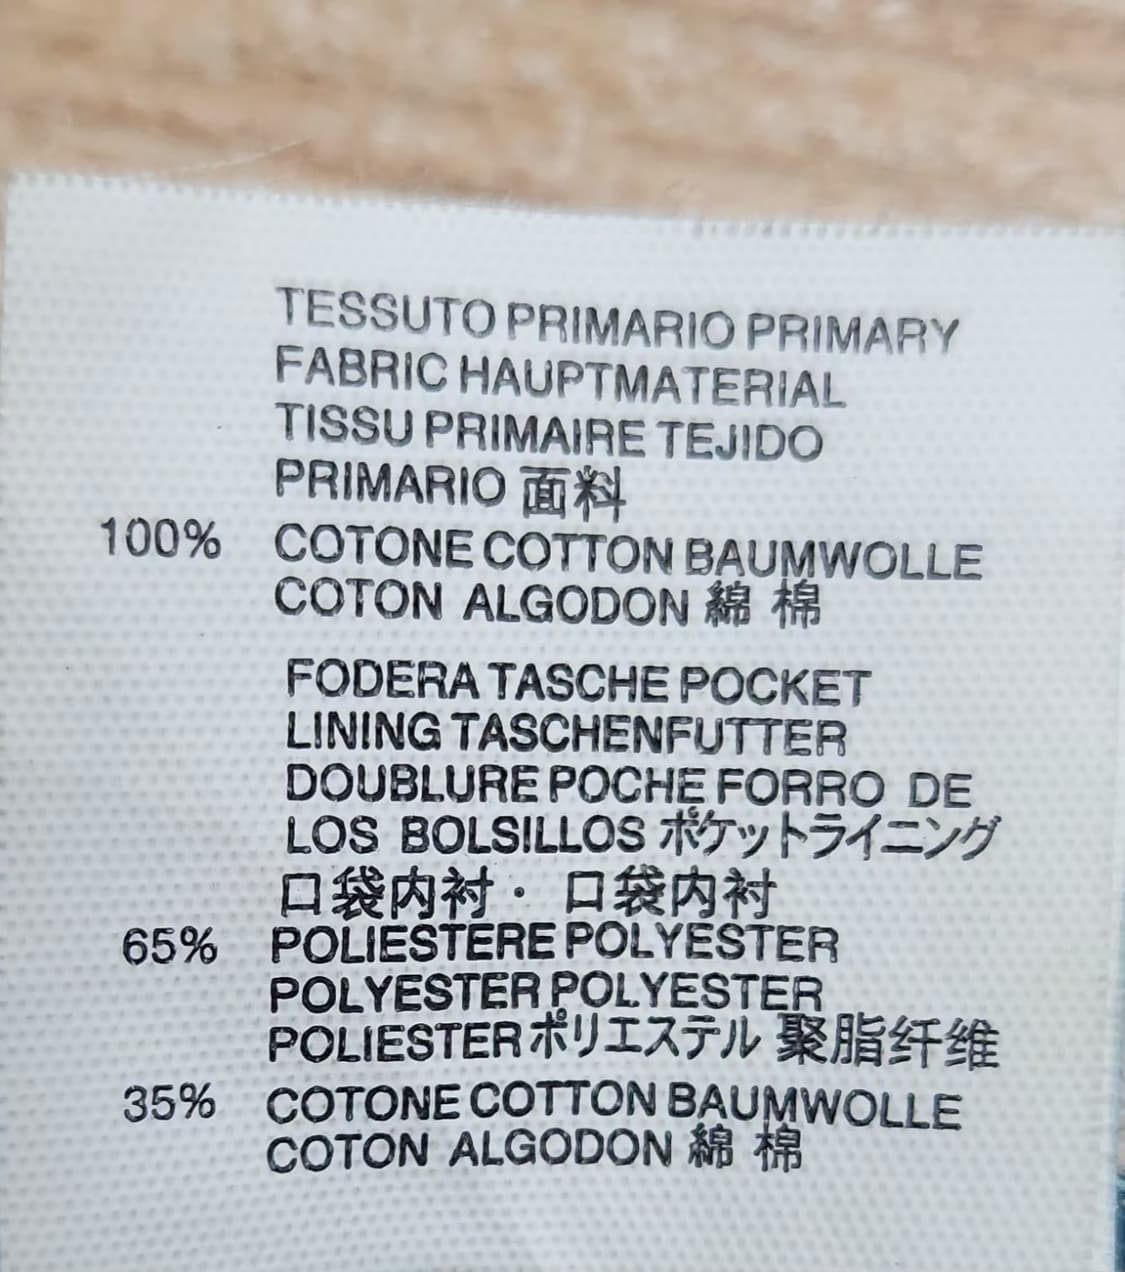 TESSUTO PRIMARIO PRIMARY
FABRIC HAUPTMATERIAL
TISSU PRIMAIRE TEJIDO
PRIMARIO 面料
100% COTONE COTTON BAUMWOLLE
COTON ALGODON 綿 棉
FODERA TASCHE POCKET
LINING TASCHENFUTTER
DOUBLURE POCHE FORRO DE
LOS BOLSILLOS ポケットライニング
口袋内衬· 口袋内衬
65% POLIESTERE POLYESTER
POLYESTER POLYESTER
POLIESTER ポリエステル 聚脂纤维
35% COTONE COTTON BAUMWOLLE
COTON ALGODON 綿 棉